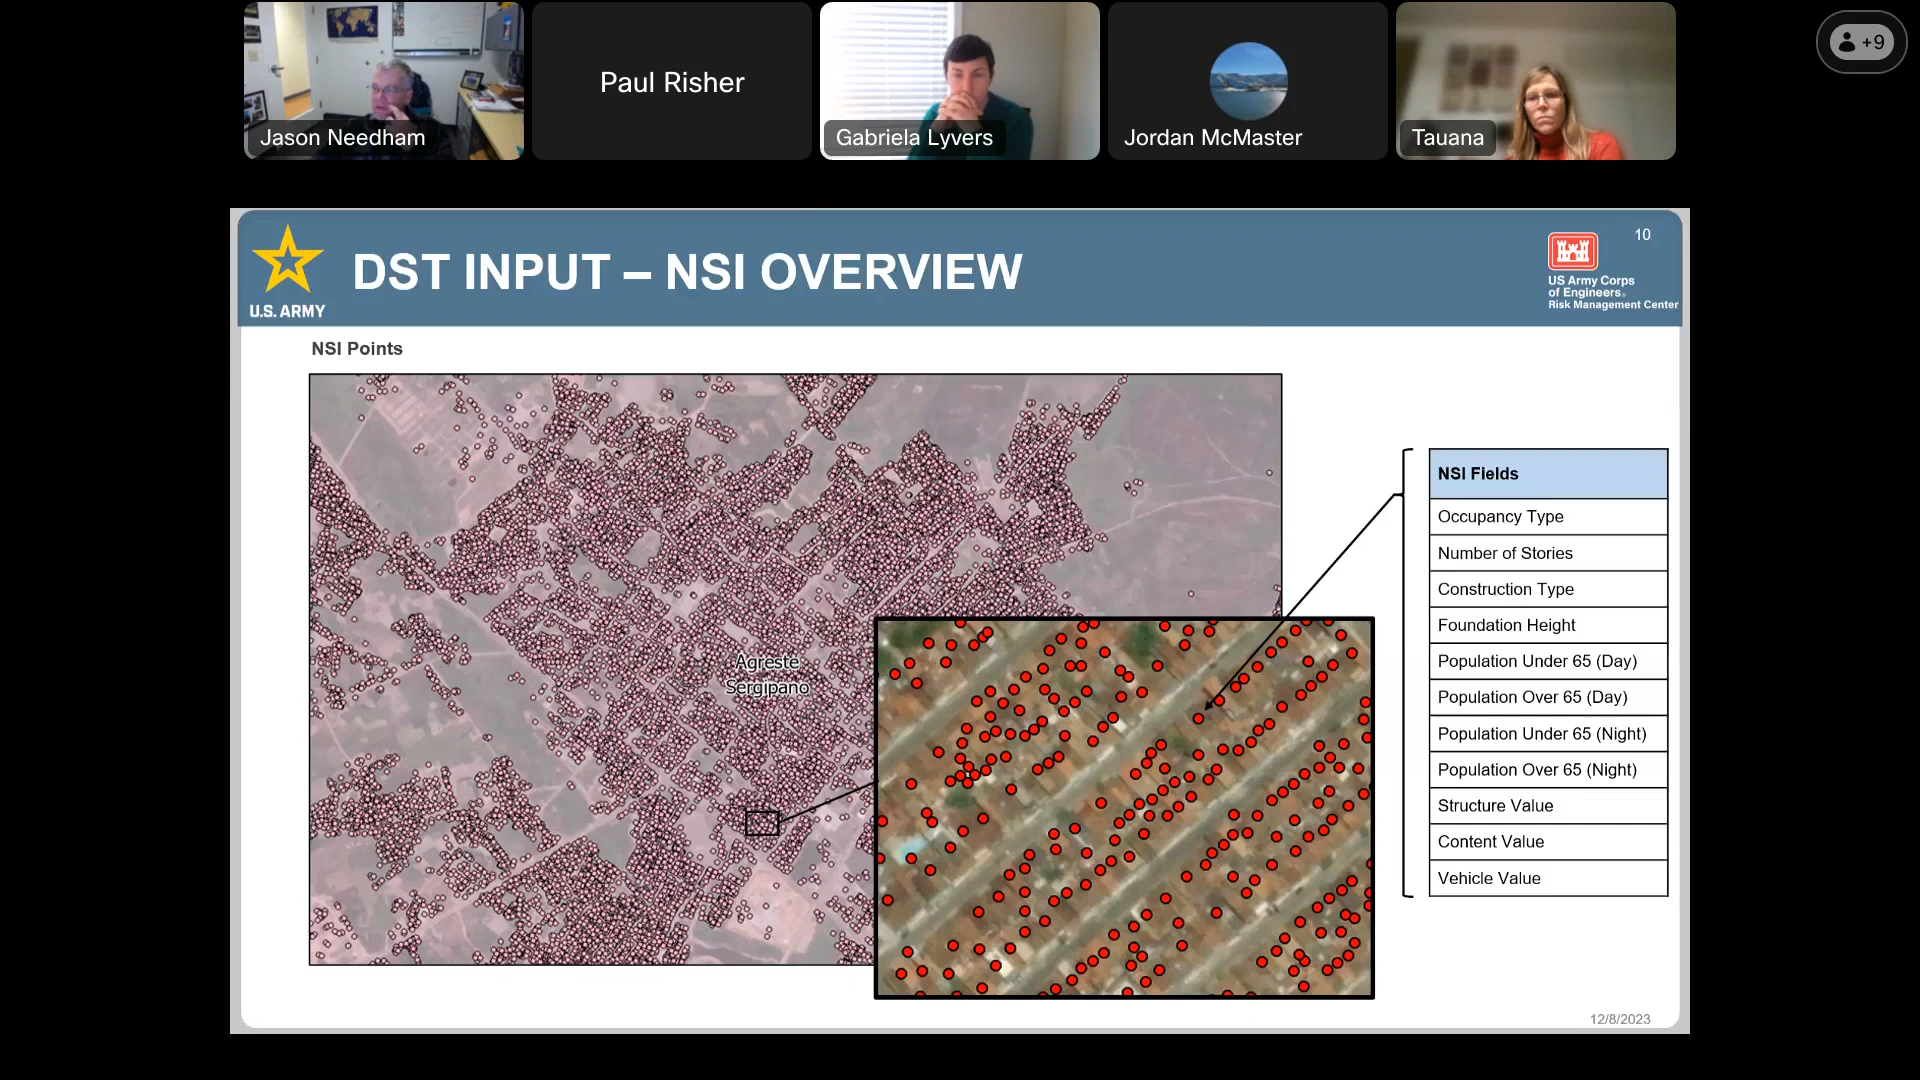 Jason Needham
Paul Risher
Gabriela Lyvers
Jordan McMaster
Tauana
+9
U.S. ARMY
DST INPUT – NSI OVERVIEW
10
US Army Corps
of Engineers®
Risk Management Center
NSI Points
Agreste
Sergipano
NSI Fields
Occupancy Type
Number of Stories
Construction Type
Foundation Height
Population Under 65 (Day)
Population Over 65 (Day)
Population Under 65 (Night)
Population Over 65 (Night)
Structure Value
Content Value
Vehicle Value
12/8/2023